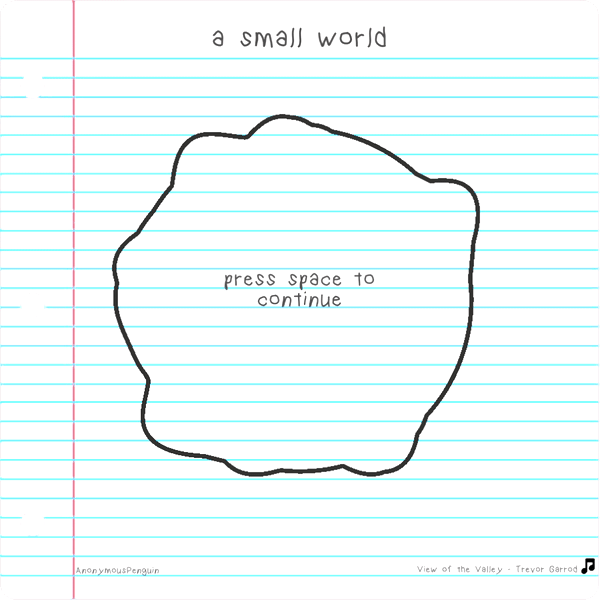 a small world
press space to
continue
AnonymousPenguin
View of the Valley - Trevor Garrod